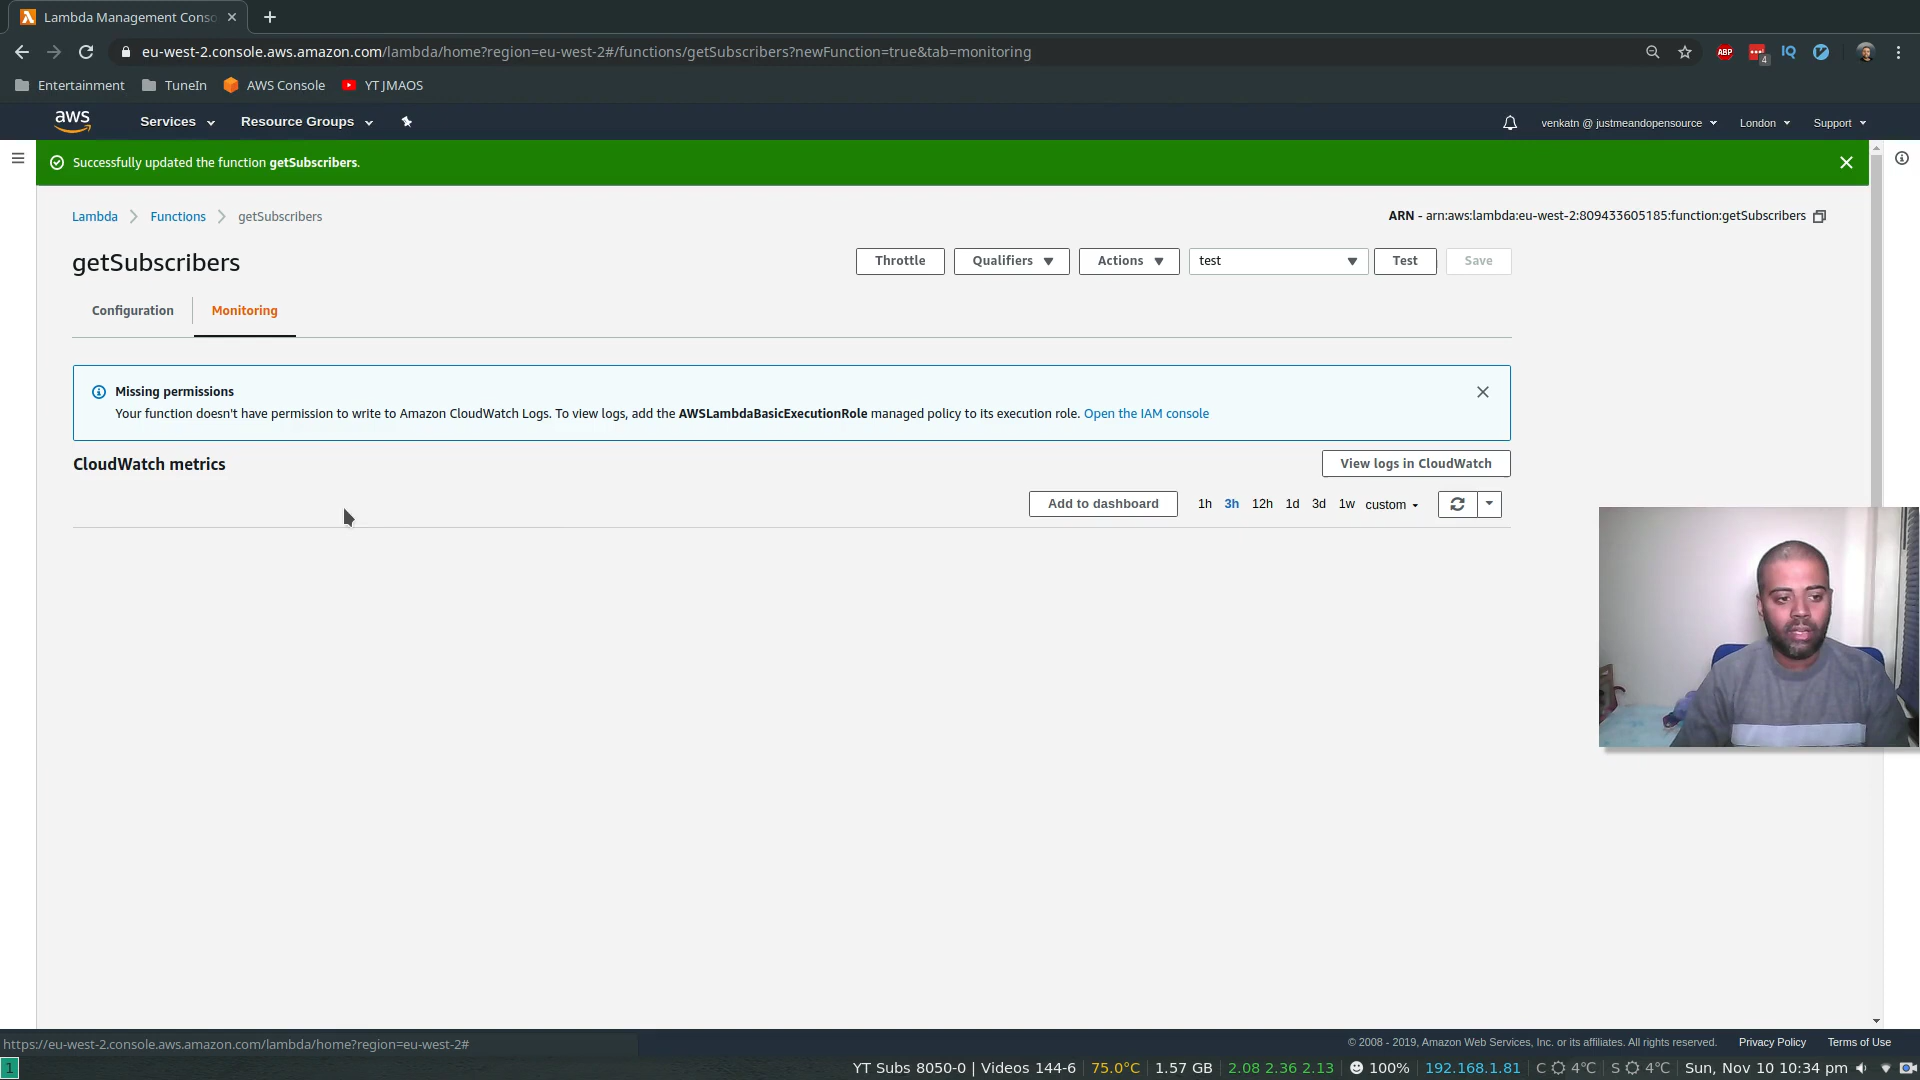 Lambda Management Conso
eu-west-2.console.aws.amazon.com/lambda/home?region=eu-west-2#/functions/getSubscribers?newFunction=true&tab=monitoring
ABP
4
IQ
Entertainment TuneIn AWS Console YT JMAOS
aws Services Resource Groups venkatn @ justmeandopensource London Support
Successfully updated the function getSubscribers.
Lambda Functions getSubscribers ARN - arn:aws:lambda:eu-west-2:809433605185:function:getSubscribers
getSubscribers Throttle Qualifiers Actions test Test Save
Configuration Monitoring
Missing permissions
Your function doesn't have permission to write to Amazon CloudWatch Logs. To view logs, add the AWSLambdaBasicExecutionRole managed policy to its execution role. Open the IAM console
CloudWatch metrics View logs in CloudWatch
Add to dashboard 1h 3h 12h 1d 3d 1w custom
https://eu-west-2.console.aws.amazon.com/lambda/home?region=eu-west-2# © 2008 - 2019, Amazon Web Services, Inc. or its affiliates. All rights reserved. Privacy Policy Terms of Use
1 YT Subs 8050-0 | Videos 144-6 75.0°C 1.57 GB 2.08 2.36 2.13 100% 192.168.1.81 C 4°C S 4°C Sun, Nov 10 10:34 pm